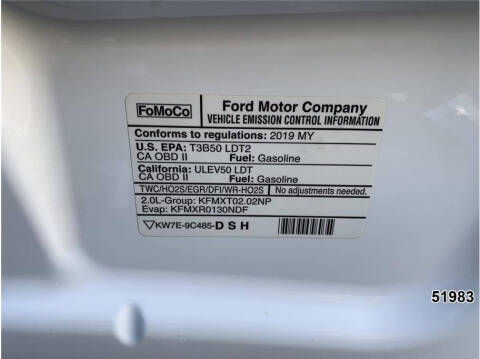 FoMoCo
Ford Motor Company
VEHICLE EMISSION CONTROL INFORMATION
Conforms to regulations: 2019 MY
U.S. EPA: T3B50 LDT2
CA OBD II Fuel: Gasoline
California: ULEV50 LDT
CA OBD II Fuel: Gasoline
TWC/HO2S/EGR/DFI/WR-HO2S No adjustments needed.
2.0L-Group: KFMXT02.02NP
Evap: KFMXR0130NDF
KW7E-9C485-DSH
51983